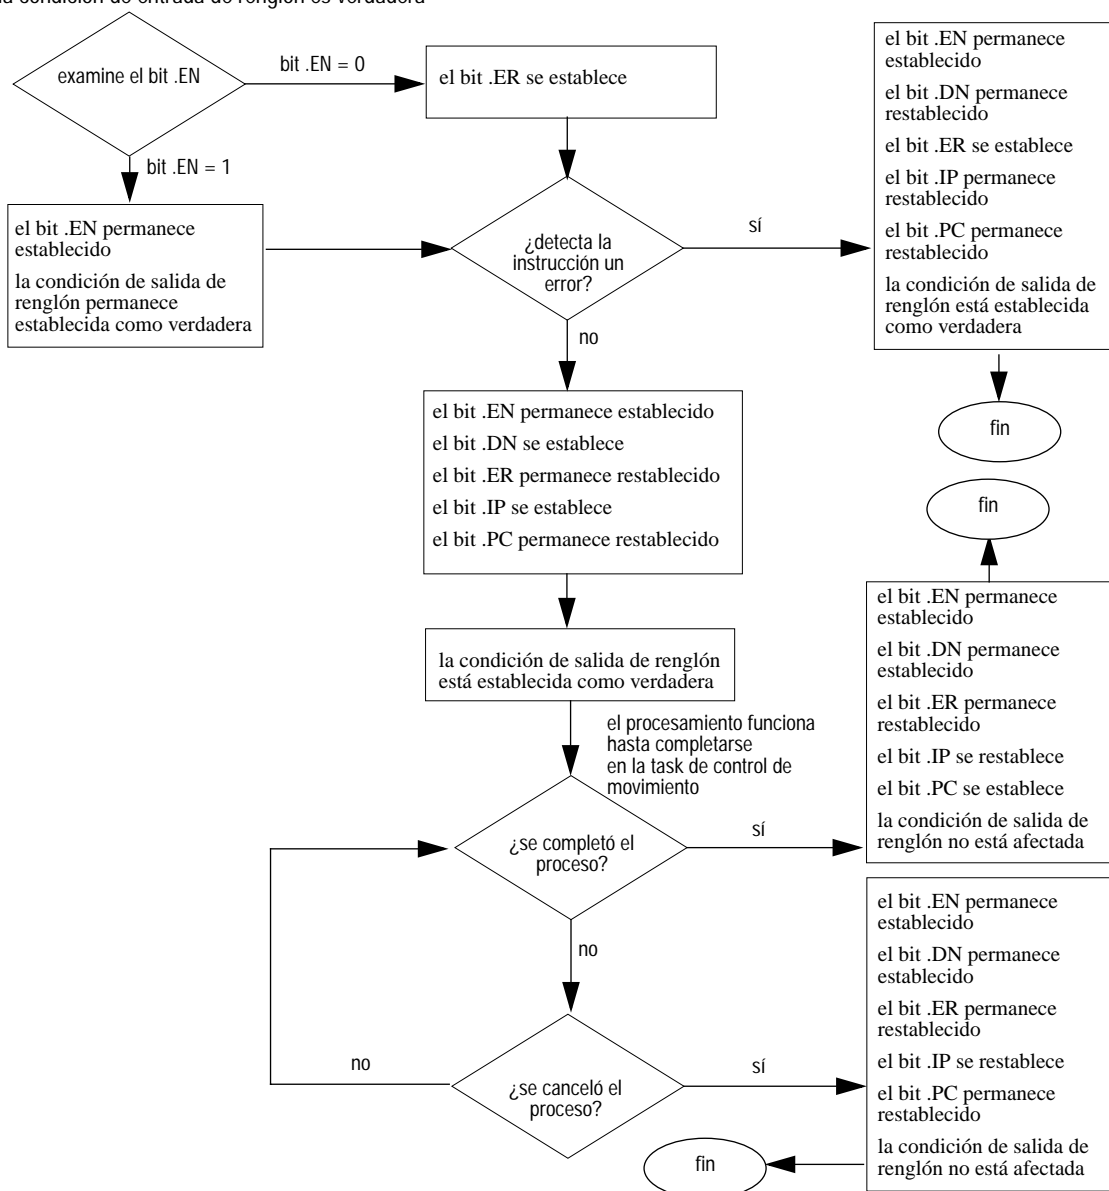 la condición de entrada de renglón es verdadera
examine el bit .EN
bit .EN = 0
el bit .ER se establece
bit .EN = 1
el bit .EN permanece
establecido
la condición de salida de
renglón permanece
establecida como verdadera
¿detecta la
instrucción un
error?
sí
el bit .EN permanece
establecido
el bit .DN permanece
restablecido
el bit .ER se establece
el bit .IP permanece
restablecido
el bit .PC permanece
restablecido
la condición de salida de
renglón está establecida
como verdadera
fin
no
el bit .EN permanece establecido
el bit .DN se establece
el bit .ER permanece restablecido
el bit .IP se establece
el bit .PC permanece restablecido
la condición de salida de renglón
está establecida como verdadera
el procesamiento funciona
hasta completarse
en la task de control de
movimiento
¿se completó el
proceso?
sí
fin
el bit .EN permanece
establecido
el bit .DN permanece
establecido
el bit .ER permanece
restablecido
el bit .IP se restablece
el bit .PC se establece
la condición de salida de
renglón no está afectada
no
¿se canceló el
proceso?
no
sí
el bit .EN permanece
establecido
el bit .DN permanece
establecido
el bit .ER permanece
restablecido
el bit .IP se restablece
el bit .PC permanece
restablecido
la condición de salida de
renglón no está afectada
fin